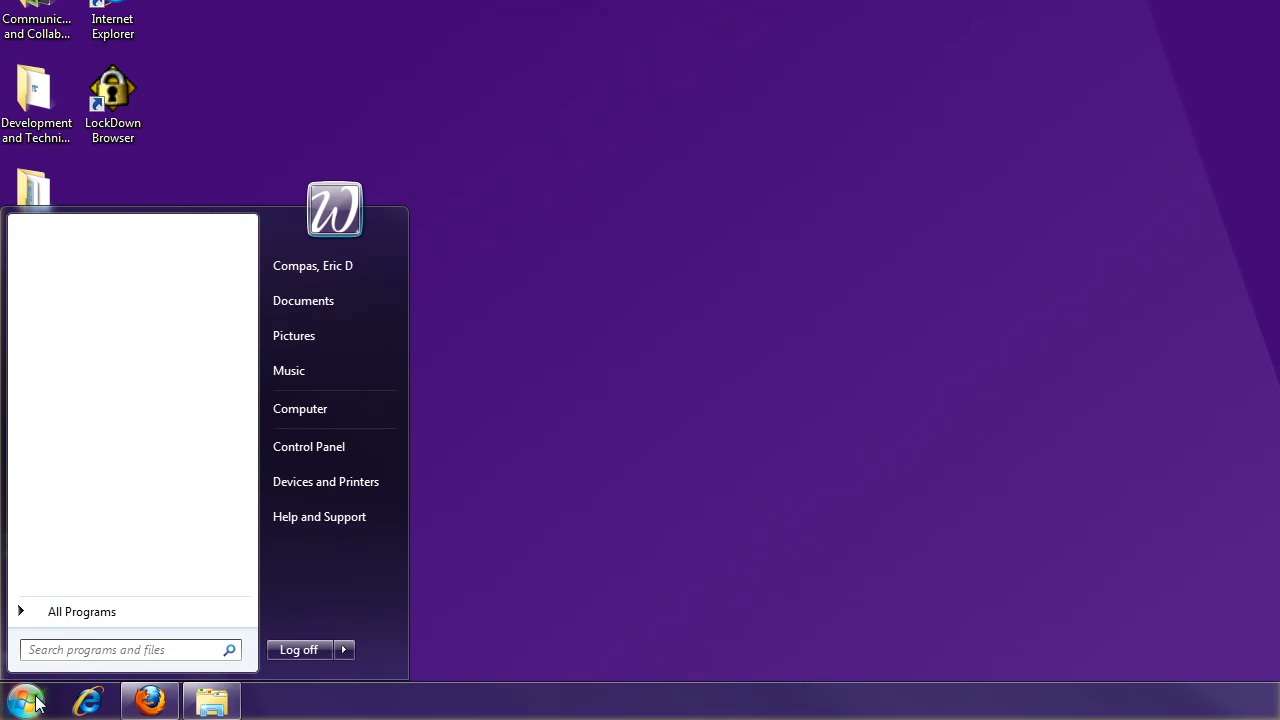 Communic...
and Collab...
Internet
Explorer
Development
and Techni...
LockDown
Browser
W
Compas, Eric D
Documents
Pictures
Music
Computer
Control Panel
Devices and Printers
Help and Support
All Programs
Search programs and files
Log off